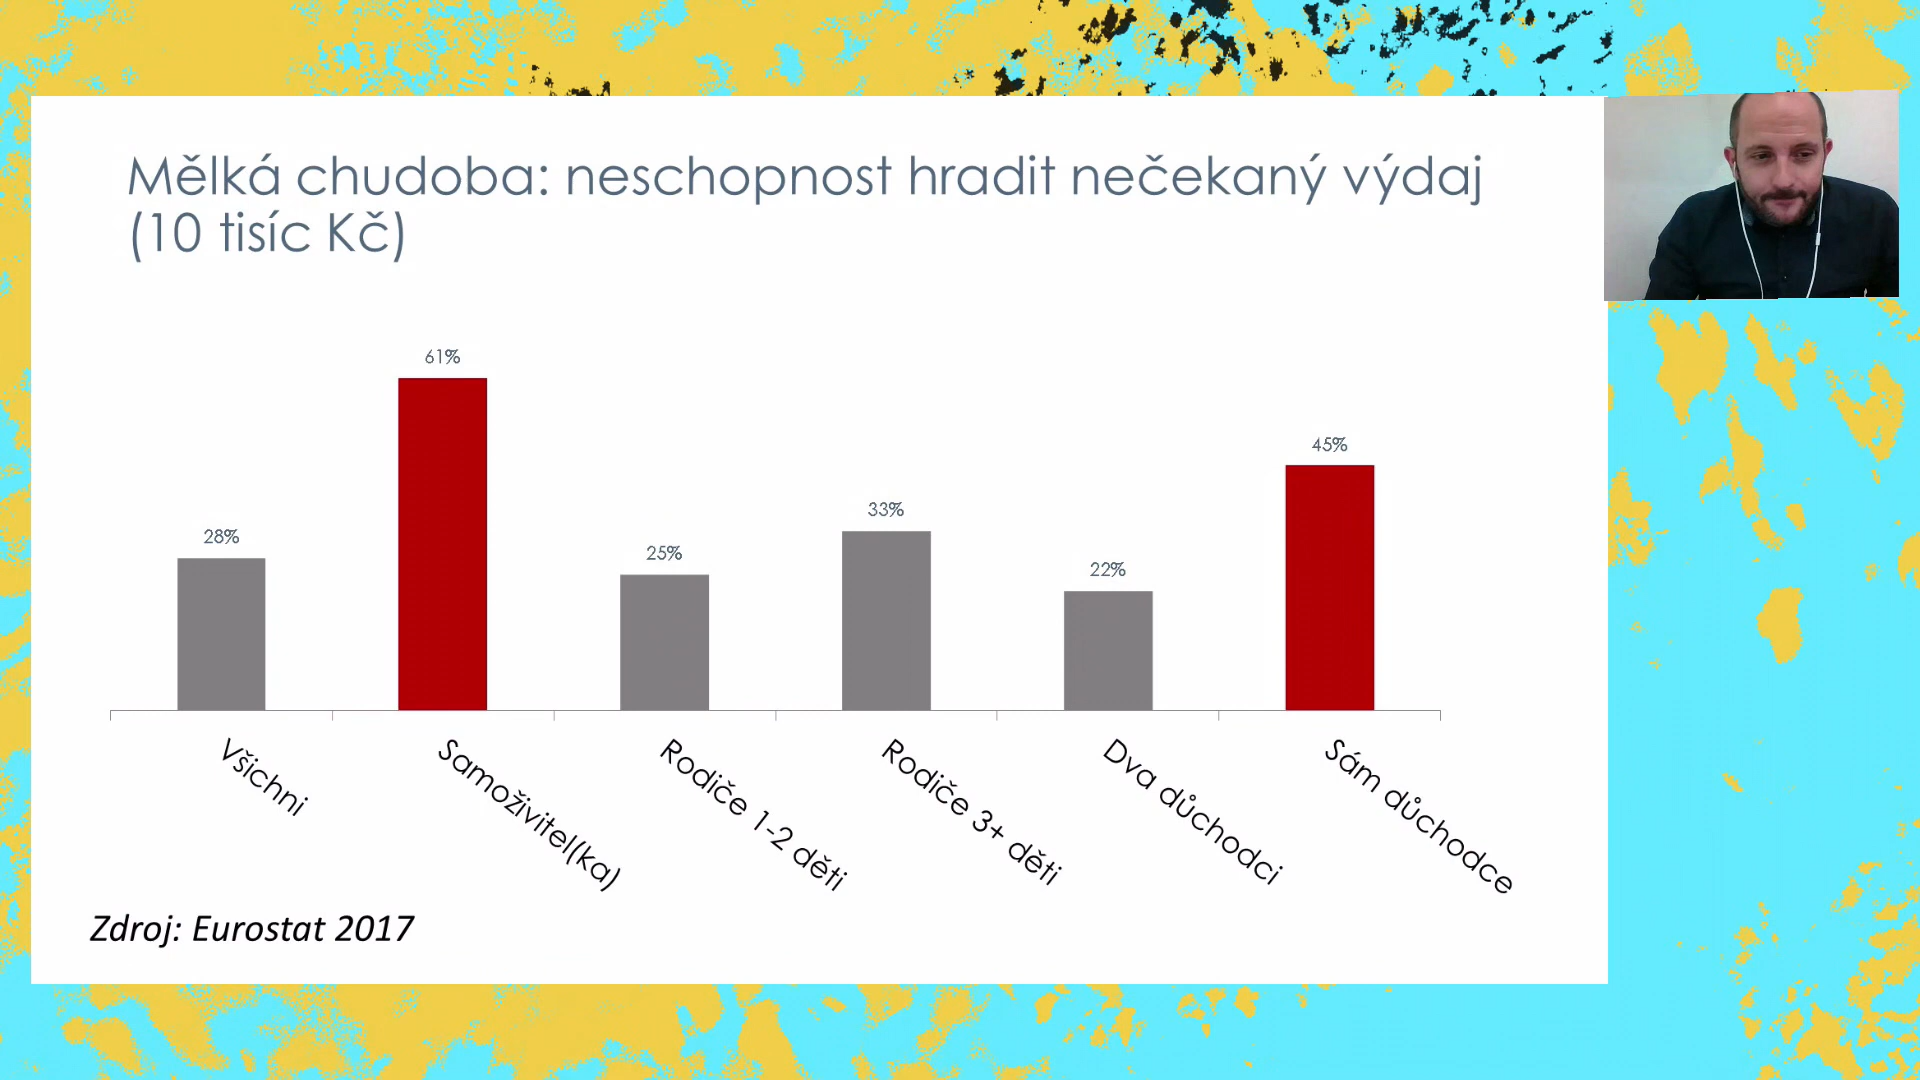 Mělká chudoba: neschopnost hradit nečekaný výdaj
(10 tisíc Kč)
28%
61%
25%
33%
22%
45%
Všichni
Samoživitel(ka)
Rodiče 1-2 děti
Rodiče 3+ děti
Dva důchodci
Sám důchodce
Zdroj: Eurostat 2017